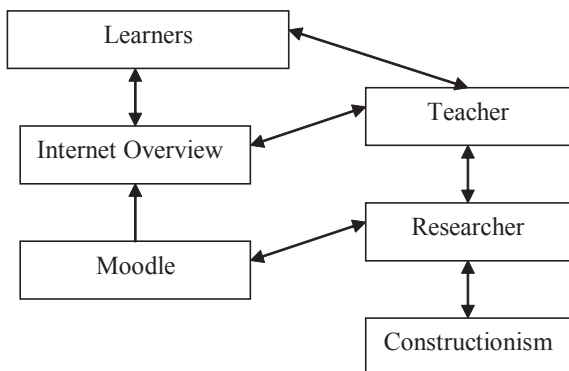 Learners
Teacher
Internet Overview
Researcher
Moodle
Constructionism